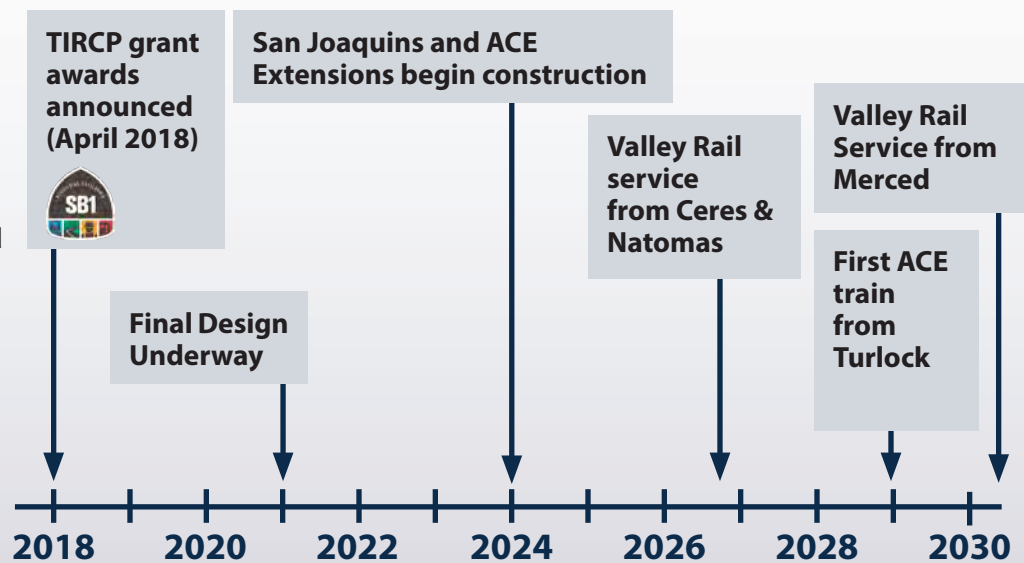 TIRCP grant
awards
announced
(April 2018)
SB1
San Joaquins and ACE
Extensions begin construction
Final Design
Underway
Valley Rail
service
from Ceres &
Natomas
Valley Rail
Service from
Merced
First ACE
train
from
Turlock
2018 2020 2022 2024 2026 2028 2030